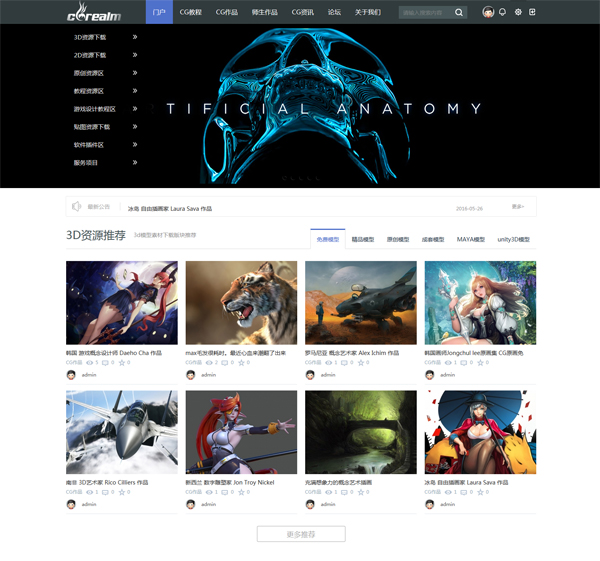 cgrealm
门户 CG教程 CG作品 师生作品 CG资讯 论坛 关于我们
3D资源下载 »
2D资源下载 »
原创资源区 »
教程资源区 »
游戏设计教程区 »
贴图资源下载 »
软件插件区 »
服务项目 »
TIFICIAL ANATOMY
最新公告 冰岛 自由插画家 Laura Sava 作品 2016-05-26 更多+
3D资源推荐 3d模型素材下载版块推荐
免费模型 精品模型 原创模型 成套模型 MAYA模型 unity3D模型
韩国 游戏概念设计师 Daeho Cha 作品
CG作品 5 0 0
admin
max毛发很耗时，最近心血来潮翻了出来
CG作品 2 0 0
admin
罗马尼亚 概念艺术家 Alex Ichim 作品
CG作品 1 0 0
admin
韩国画师Jongchul lee原画集 CG原画免
CG作品 1 0 0
admin
南非 3D艺术家 Rico Cilliers 作品
CG作品 1 0 0
admin
新西兰 数字雕塑家 Jon Troy Nickel
CG作品 1 0 0
admin
充满想象力的概念艺术插画
CG作品 1 0 0
admin
冰岛 自由插画家 Laura Sava 作品
CG作品 1 0 0
admin
更多推荐